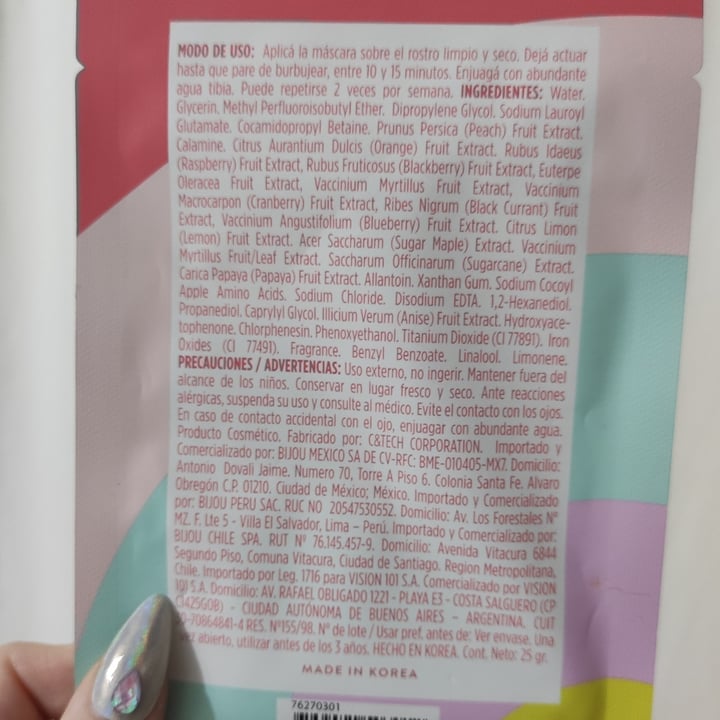 MODO DE USO: Aplicá la máscara sobre el rostro limpio y seco. Dejá actuar
hasta que pare de burbujear, entre 10 y 15 minutos. Enjuagá con abundante
agua tibia. Puede repetirse 2 veces por semana. INGREDIENTES: Water.
Glycerin. Methyl Perfluoroisobutyl Ether. Dipropylene Glycol. Sodium Lauroyl
Glutamate. Cocamidopropyl Betaine. Prunus Persica (Peach) Fruit Extract.
Calamine. Citrus Aurantium Dulcis (Orange) Fruit Extract. Rubus Idaeus
(Raspberry) Fruit Extract, Rubus Fruticosus (Blackberry) Fruit Extract, Euterpe
Oleracea Fruit Extract, Vaccinium Myrtillus Fruit Extract, Vaccinium
Macrocarpon (Cranberry) Fruit Extract, Ribes Nigrum (Black Currant) Fruit
Extract, Vaccinium Angustifolium (Blueberry) Fruit Extract. Citrus Limon
(Lemon) Fruit Extract. Acer Saccharum (Sugar Maple) Extract. Vaccinium
Myrtillus Fruit/Leaf Extract. Saccharum Officinarum (Sugarcane) Extract.
Carica Papaya (Papaya) Fruit Extract. Allantoin. Xanthan Gum. Sodium Cocoyl
Apple Amino Acids. Sodium Chloride. Disodium EDTA. 1,2-Hexanediol.
Propanediol. Caprylyl Glycol. Illicium Verum (Anise) Fruit Extract. Hydroxyace-
tophenone. Chlorphenesin. Phenoxyethanol. Titanium Dioxide (CI 77891). Iron
Oxides (CI 77491). Fragrance. Benzyl Benzoate. Linalool. Limonene.
PRECAUCIONES / ADVERTENCIAS: Uso externo, no ingerir. Mantener fuera del
alcance de los niños. Conservar en lugar fresco y seco. Ante reacciones
alérgicas, suspenda su uso y consulte al médico. Evite el contacto con los ojos.
En caso de contacto accidental con el ojo, enjuagar con abundante agua.
Producto Cosmético. Fabricado por: C&TECH CORPORATION. Importado y
Comercializado por: BIJOU MEXICO SA DE CV-RFC: BME-010405-MX7. Domicilio:
Antonio Dovali Jaime. Numero 70, Torre A Piso 6. Colonia Santa Fe. Alvaro
Obregón C.P. 01210. Ciudad de México; México. Importado y Comercializado
por: BIJOU PERU SAC. RUC NO 20547530552. Domicilio: Av. Los Forestales Nº
MZ. F. Lte 5 - Villa El Salvador, Lima – Perú. Importado y Comercializado por:
BIJOU CHILE SPA. RUT Nº 76.145.457-9. Domicilio: Avenida Vitacura 6844
Segundo Piso, Comuna Vitacura, Ciudad de Santiago. Region Metropolitana,
Chile. Importado por Leg. 1716 para VISION 101 S.A. Comercializado por VISION
101 S.A. Domicilio: AV. RAFAEL OBLIGADO 1221 - PLAYA E3 - COSTA SALGUERO (CP
C1425GOB) - CIUDAD AUTÓNOMA DE BUENOS AIRES - ARGENTINA. CUIT
-70864841-4 RES. Nº155/98. N° de lote / Usar pref. antes de: Ver envase. Una
vez abierto, utilizar antes de los 3 años. HECHO EN KOREA. Cont. Neto: 25 gr.
MADE IN KOREA
76270301